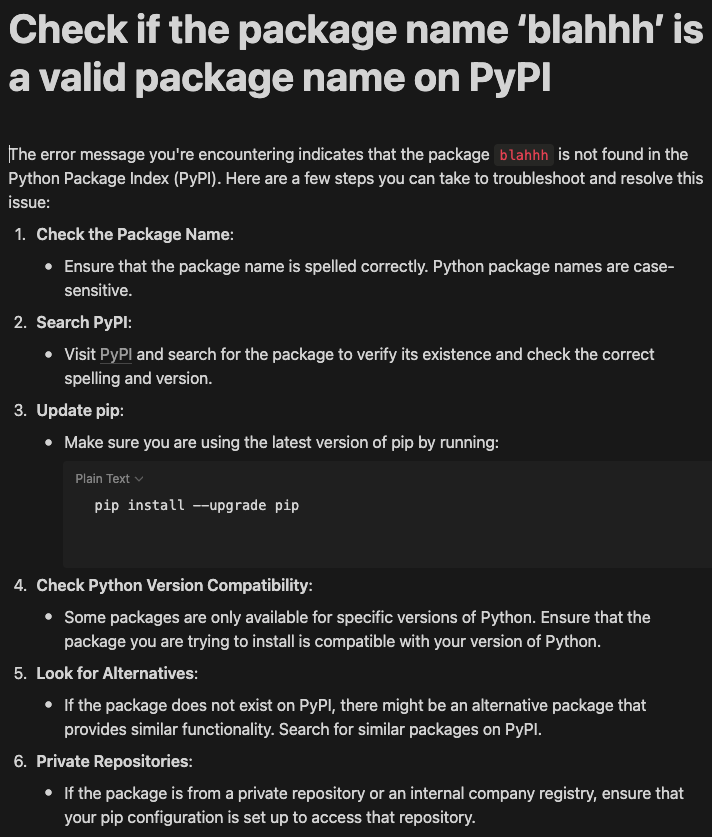 Check if the package name ‘blahhh’ is
a valid package name on PyPI
The error message you're encountering indicates that the package blahhh is not found in the
Python Package Index (PyPI). Here are a few steps you can take to troubleshoot and resolve this
issue:
1. Check the Package Name:
• Ensure that the package name is spelled correctly. Python package names are case-
sensitive.
2. Search PyPI:
• Visit PyPI and search for the package to verify its existence and check the correct
spelling and version.
3. Update pip:
• Make sure you are using the latest version of pip by running:
Plain Text
pip install --upgrade pip
4. Check Python Version Compatibility:
• Some packages are only available for specific versions of Python. Ensure that the
package you are trying to install is compatible with your version of Python.
5. Look for Alternatives:
• If the package does not exist on PyPI, there might be an alternative package that
provides similar functionality. Search for similar packages on PyPI.
6. Private Repositories:
• If the package is from a private repository or an internal company registry, ensure that
your pip configuration is set up to access that repository.